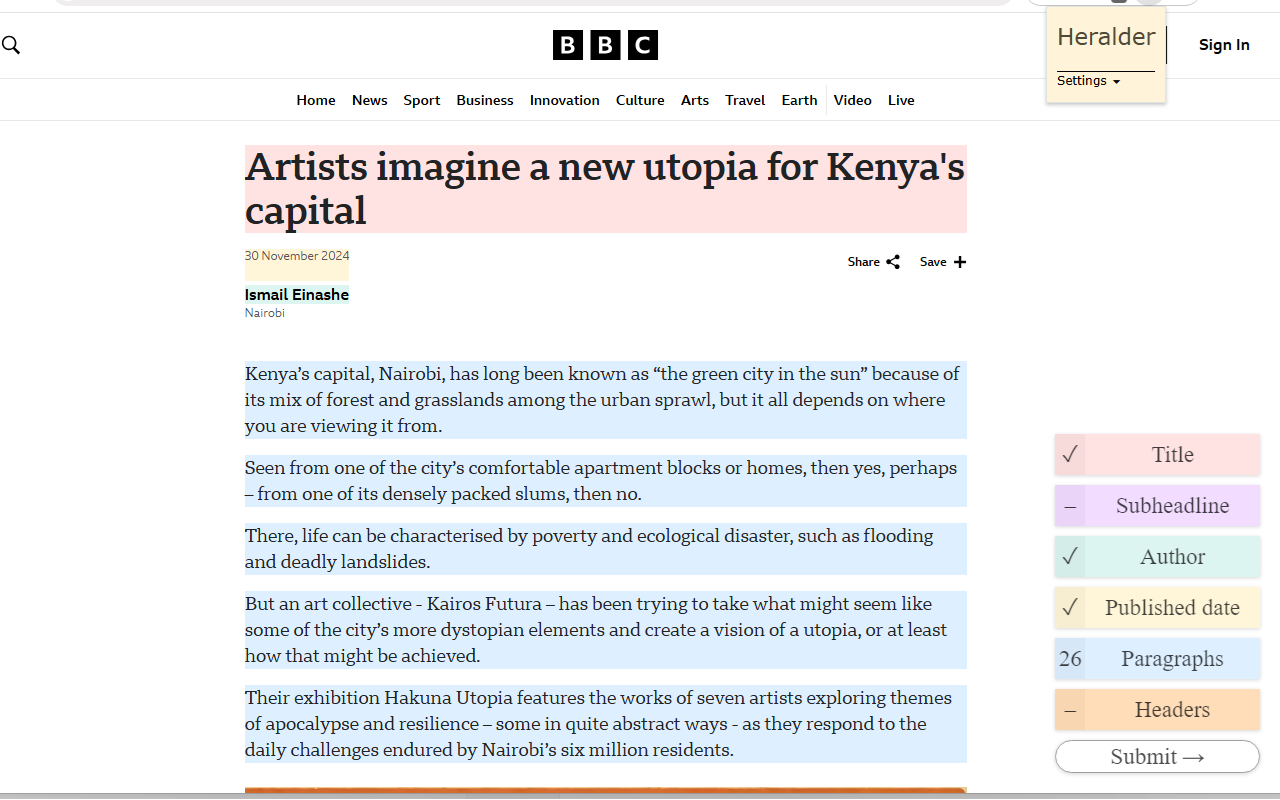 BBC
Heralder
Settings
Sign In
Home News Sport Business Innovation Culture Arts Travel Earth Video Live
Artists imagine a new utopia for Kenya's
capital
30 November 2024
Share Save
Ismail Einashe
Nairobi
Kenya’s capital, Nairobi, has long been known as “the green city in the sun” because of
its mix of forest and grasslands among the urban sprawl, but it all depends on where
you are viewing it from.
Seen from one of the city’s comfortable apartment blocks or homes, then yes, perhaps
– from one of its densely packed slums, then no.
There, life can be characterised by poverty and ecological disaster, such as flooding
and deadly landslides.
But an art collective - Kairos Futura – has been trying to take what might seem like
some of the city’s more dystopian elements and create a vision of a utopia, or at least
how that might be achieved.
Their exhibition Hakuna Utopia features the works of seven artists exploring themes
of apocalypse and resilience – some in quite abstract ways - as they respond to the
daily challenges endured by Nairobi’s six million residents.
✓ Title
– Subheadline
✓ Author
✓ Published date
26 Paragraphs
– Headers
Submit →